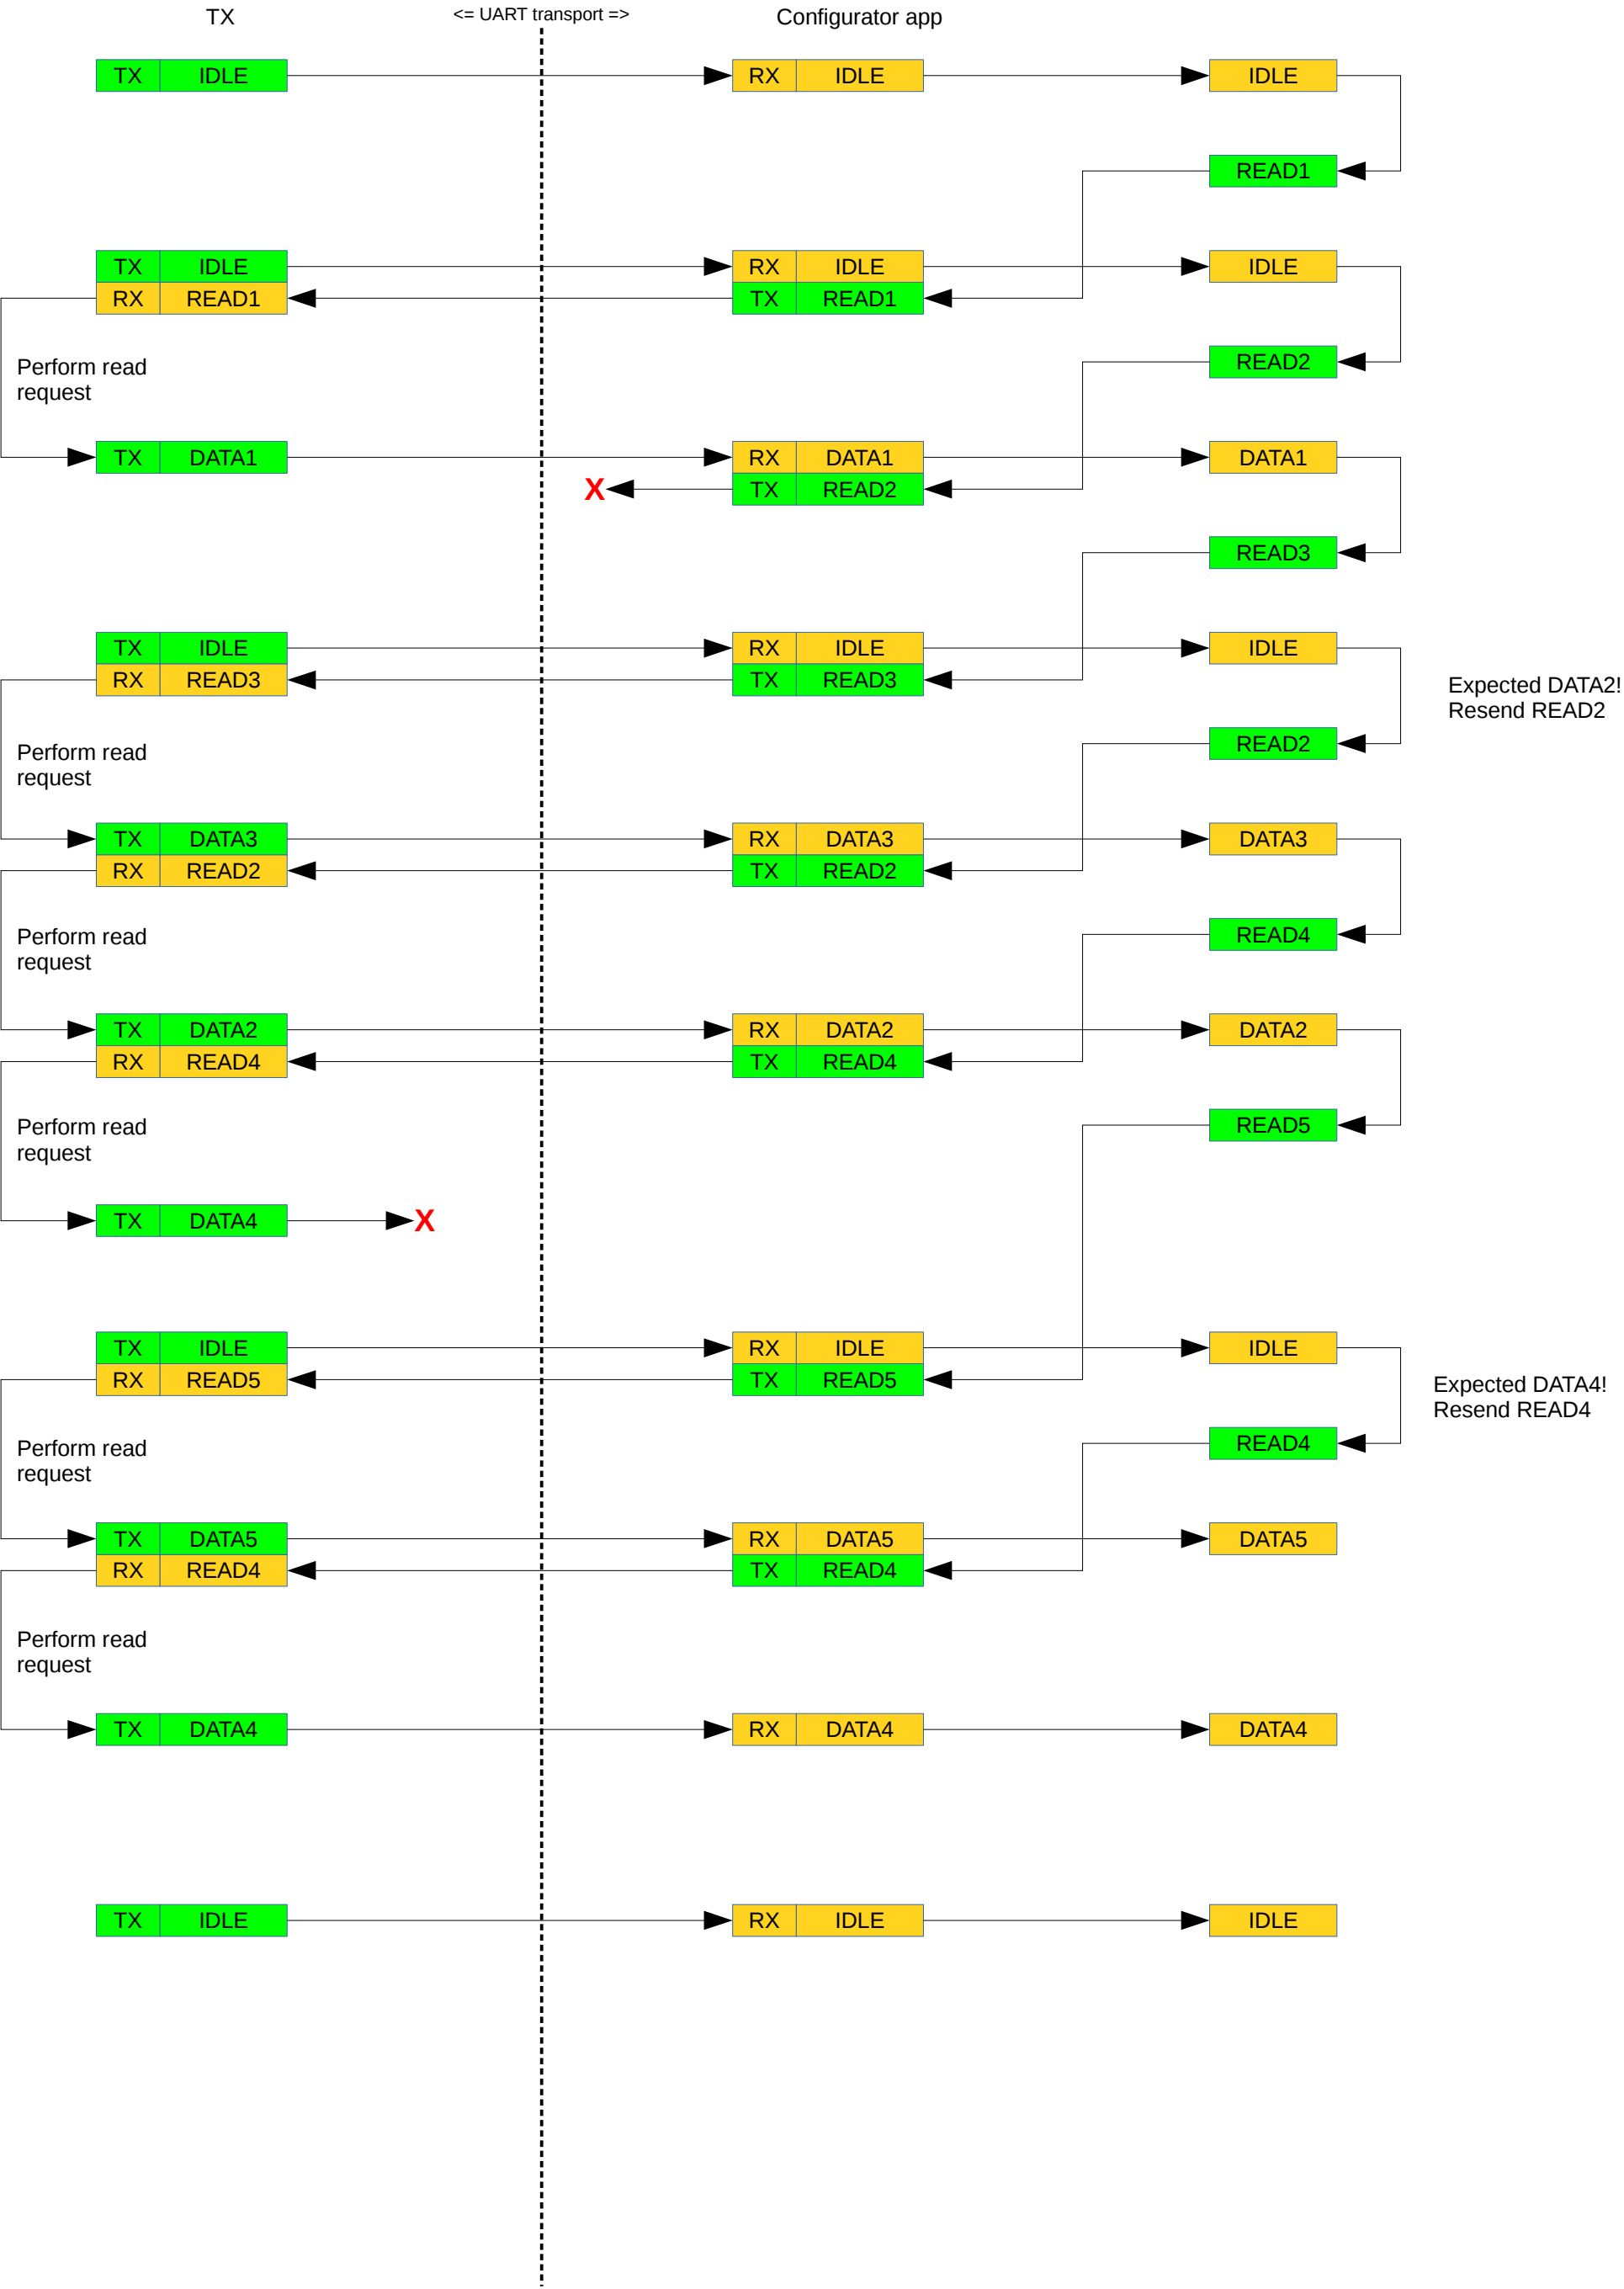 TX
<= UART transport =>
Configurator app
TX IDLE
RX IDLE
IDLE
READ1
TX IDLE
RX IDLE
IDLE
RX READ1
TX READ1
Perform read
request
READ2
TX DATA1
RX DATA1
DATA1
X
TX READ2
READ3
TX IDLE
RX IDLE
IDLE
RX READ3
TX READ3
Expected DATA2!
Resend READ2
Perform read
request
READ2
TX DATA3
RX DATA3
DATA3
RX READ2
TX READ2
Perform read
request
READ4
TX DATA2
RX DATA2
DATA2
RX READ4
TX READ4
Perform read
request
READ5
TX DATA4
X
TX IDLE
RX IDLE
IDLE
RX READ5
TX READ5
Expected DATA4!
Resend READ4
Perform read
request
READ4
TX DATA5
RX DATA5
DATA5
RX READ4
TX READ4
Perform read
request
TX DATA4
RX DATA4
DATA4
TX IDLE
RX IDLE
IDLE